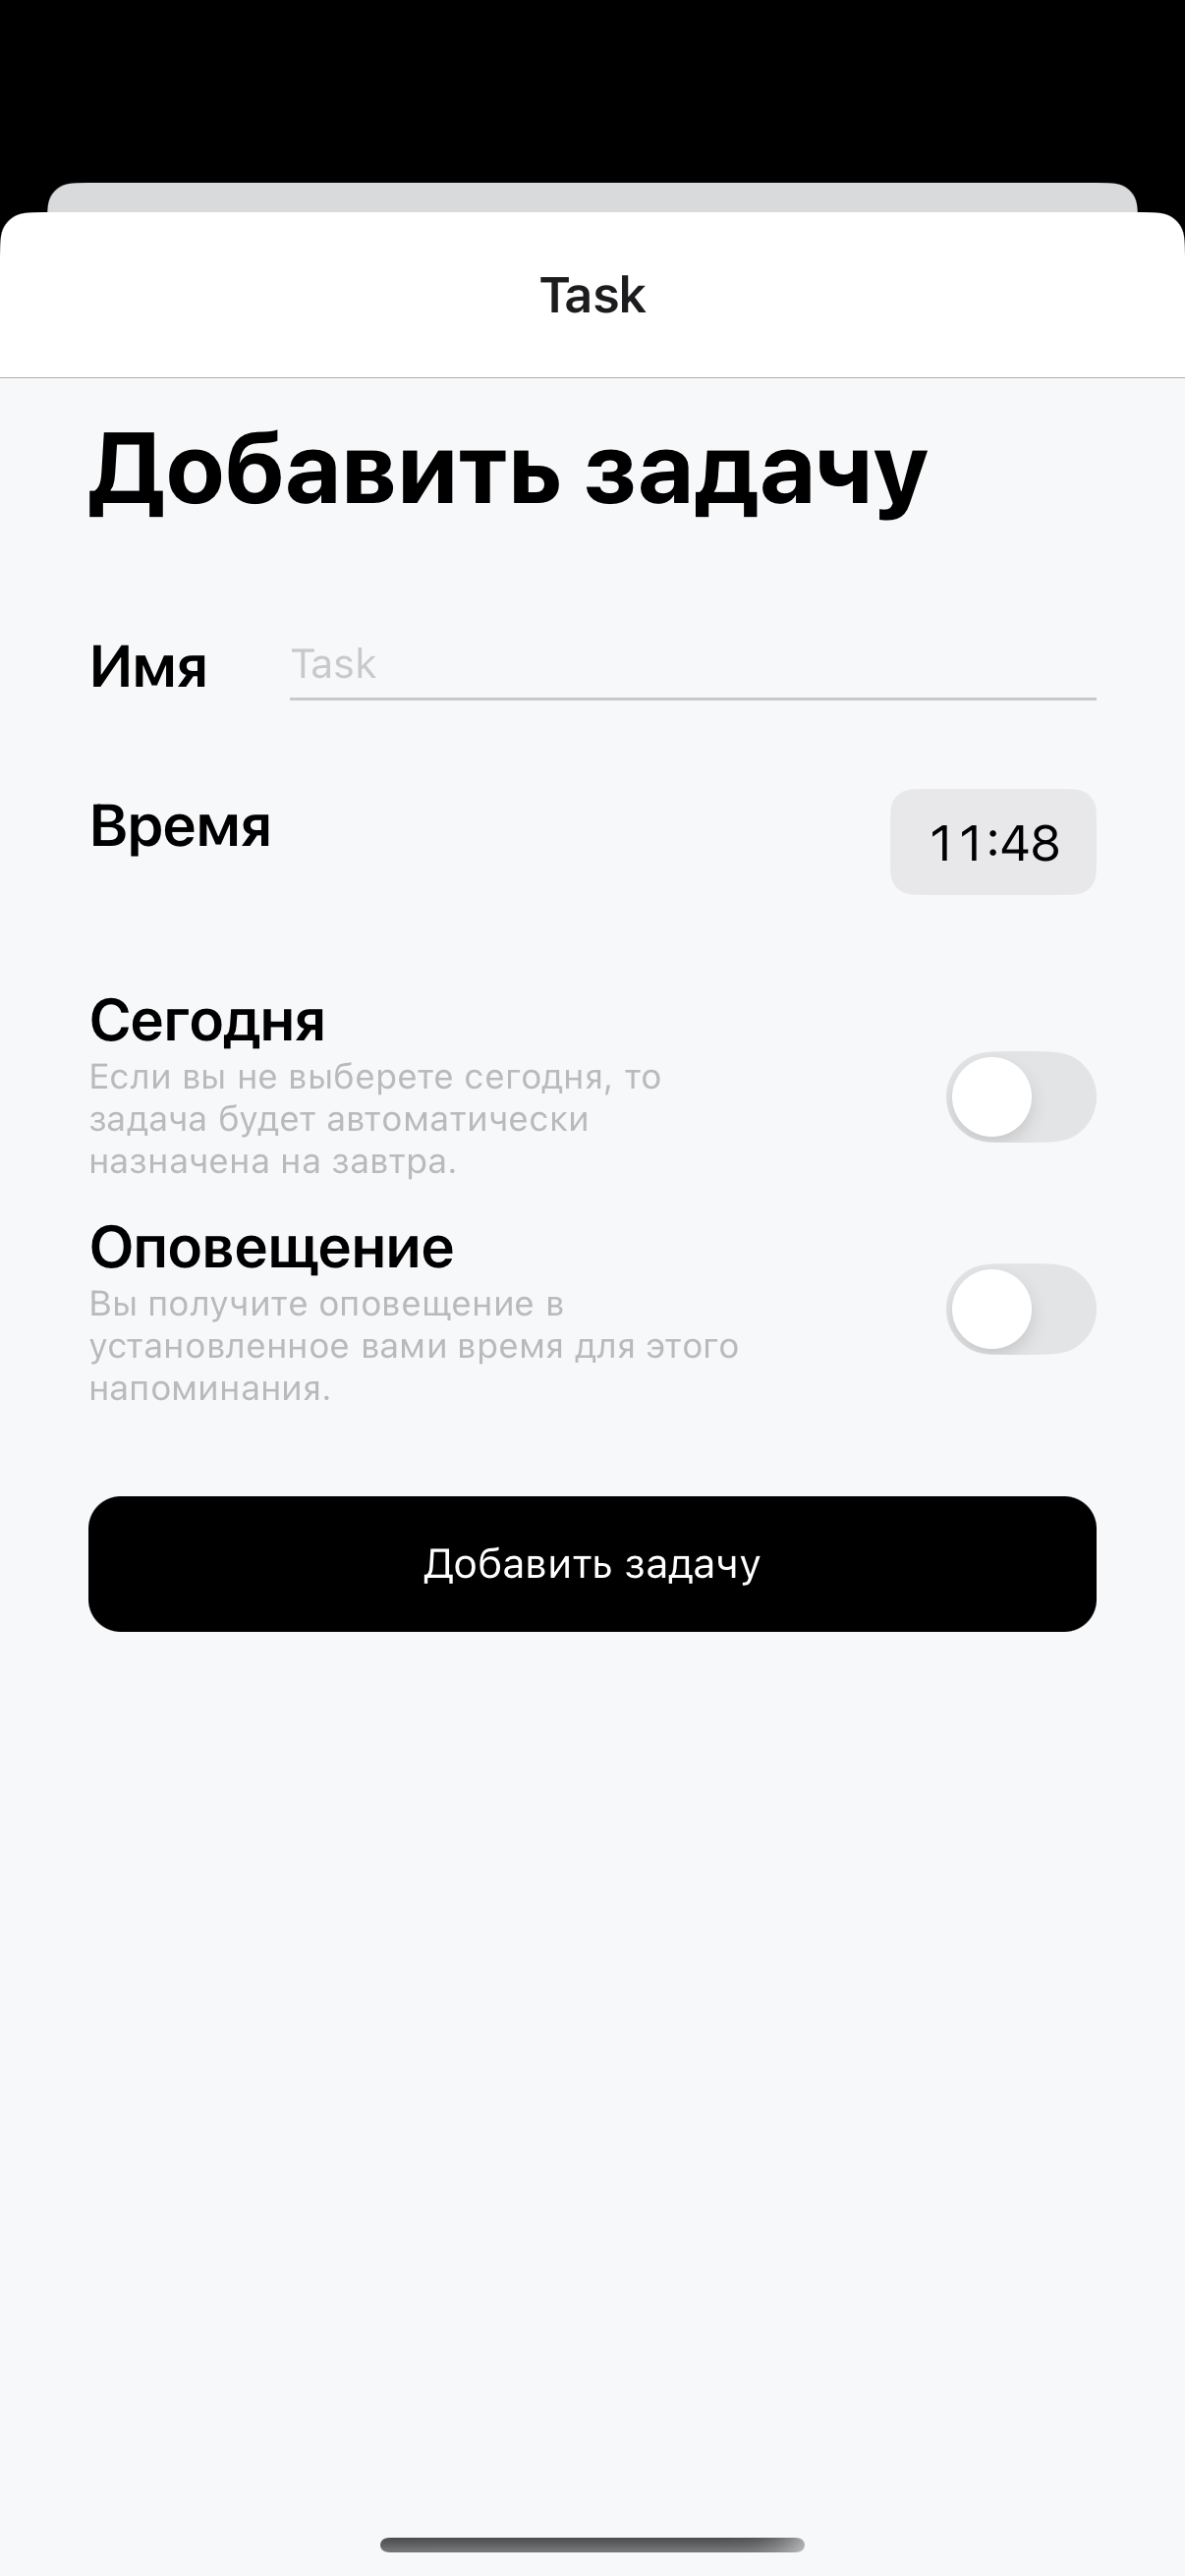 Task
Добавить задачу
Имя
Task
Время
11:48
Сегодня
Если вы не выберете сегодня, то
задача будет автоматически
назначена на завтра.
Оповещение
Вы получите оповещение в
установленное вами время для этого
напоминания.
Добавить задачу